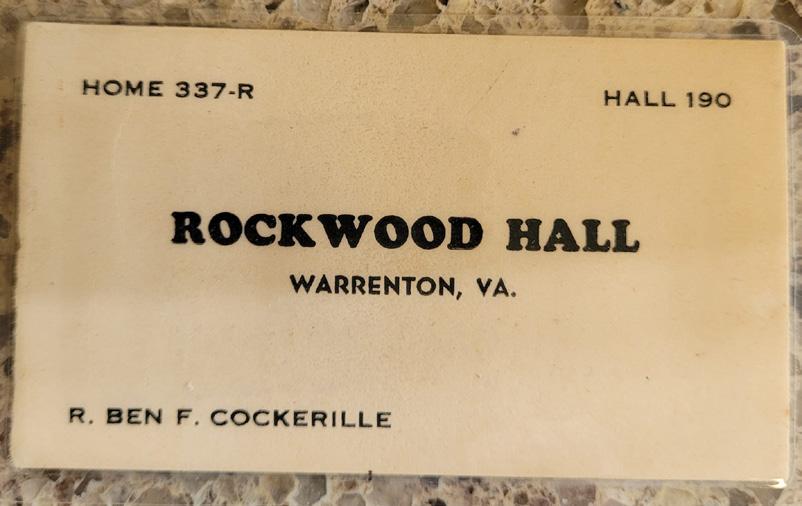 HOME 337-R
HALL 190
ROCKWOOD HALL
WARRENTON, VA.
R. BEN F. COCKERILLE